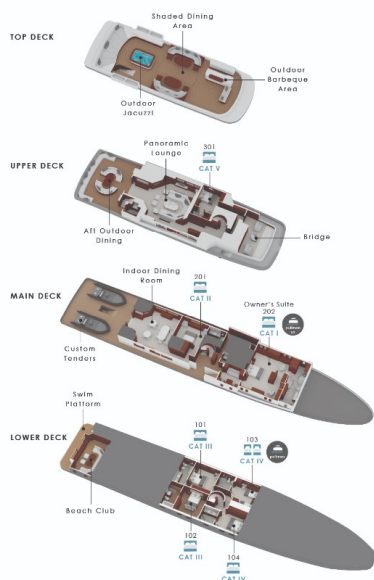 TOP DECK
Shaded Dining
Area
Outdoor
Barbeque
Area
Outdoor
Jacuzzi
UPPER DECK
Panoramic
Lounge
301
CAT V
Aft Outdoor
Dining
Bridge
MAIN DECK
Indoor Dining
Room
201
CAT II
Owner's Suite
202
CAT I
Custom
Tenders
Swim
Platform
LOWER DECK
101
CAT III
103
CAT IV
Beach Club
102
CAT III
104
CAT IV